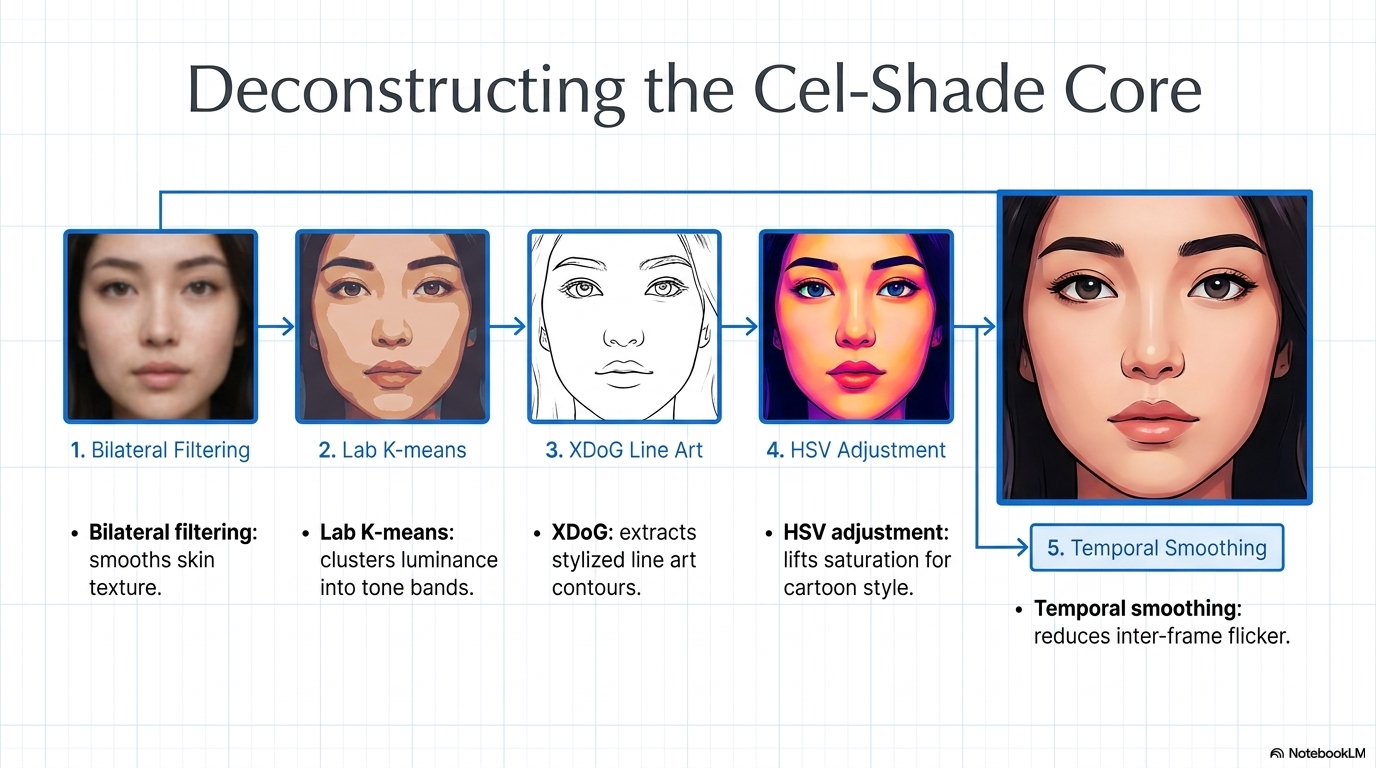 Deconstructing the Cel-Shade Core
1. Bilateral Filtering
2. Lab K-means
3. XDoG Line Art
4. HSV Adjustment
• Bilateral filtering:
smooths skin
texture.
• Lab K-means:
clusters luminance
into tone bands.
• XDoG: extracts
stylized line art
contours.
• HSV adjustment:
lifts saturation for
cartoon style.
5. Temporal Smoothing
• Temporal smoothing:
reduces inter-frame flicker.
NotebookLM